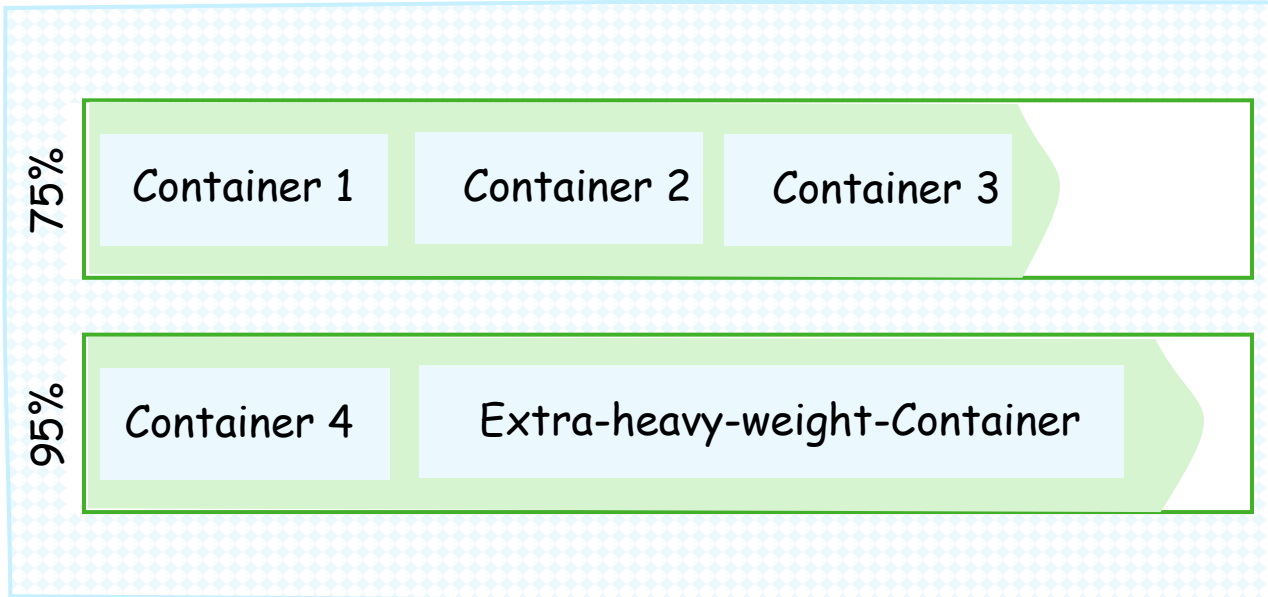 75%
Container 1
Container 2
Container 3
95%
Container 4
Extra-heavy-weight-Container